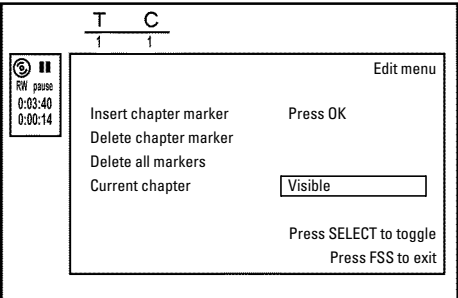 T C
1 1
RW pause
0:03:40
0:00:14
Edit menu
Insert chapter marker Press OK
Delete chapter marker
Delete all markers
Current chapter Visible
Press SELECT to toggle
Press FSS to exit